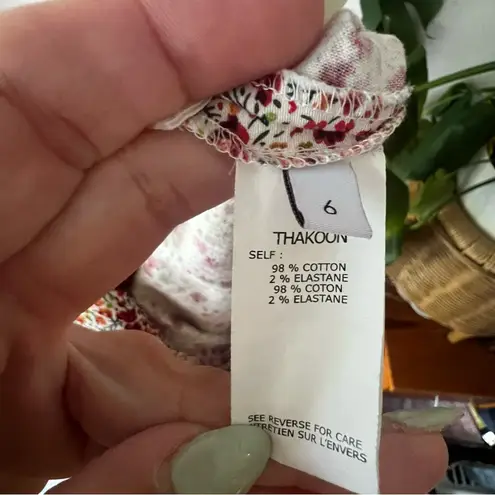 6
THAKOON
SELF :
98 % COTTON
2 % ELASTANE
98 % COTON
2 % ELASTANE
SEE REVERSE FOR CARE
ENTRETIEN SUR L'ENVERS